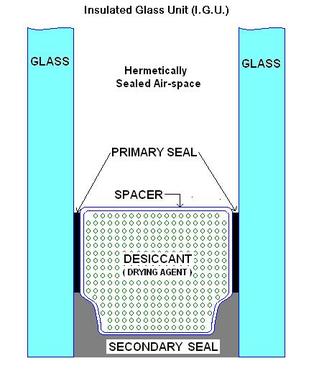 Insulated Glass Unit (I.G.U.)
GLASS
GLASS
Hermetically
Sealed Air-space
PRIMARY SEAL
SPACER
DESICCANT
( DRYING AGENT )
SECONDARY SEAL